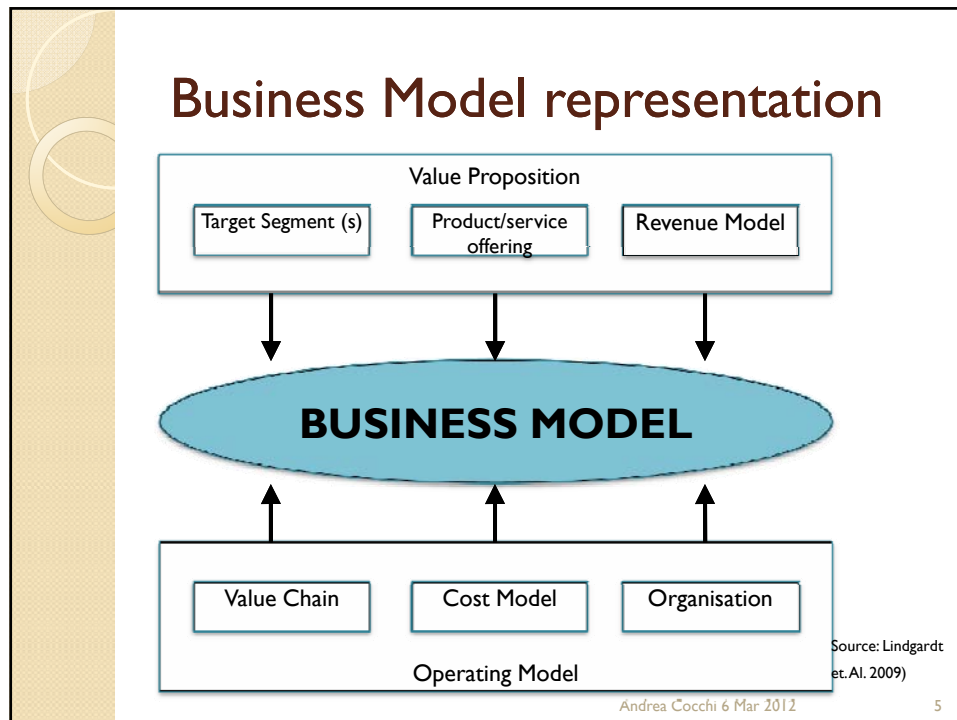 Business Model representation
Value Proposition
Target Segment (s)
Product/service
offering
Revenue Model
BUSINESS MODEL
Value Chain
Cost Model
Organisation
Operating Model
Source: Lindgardt
et. Al. 2009)
Andrea Cocchi 6 Mar 2012
5